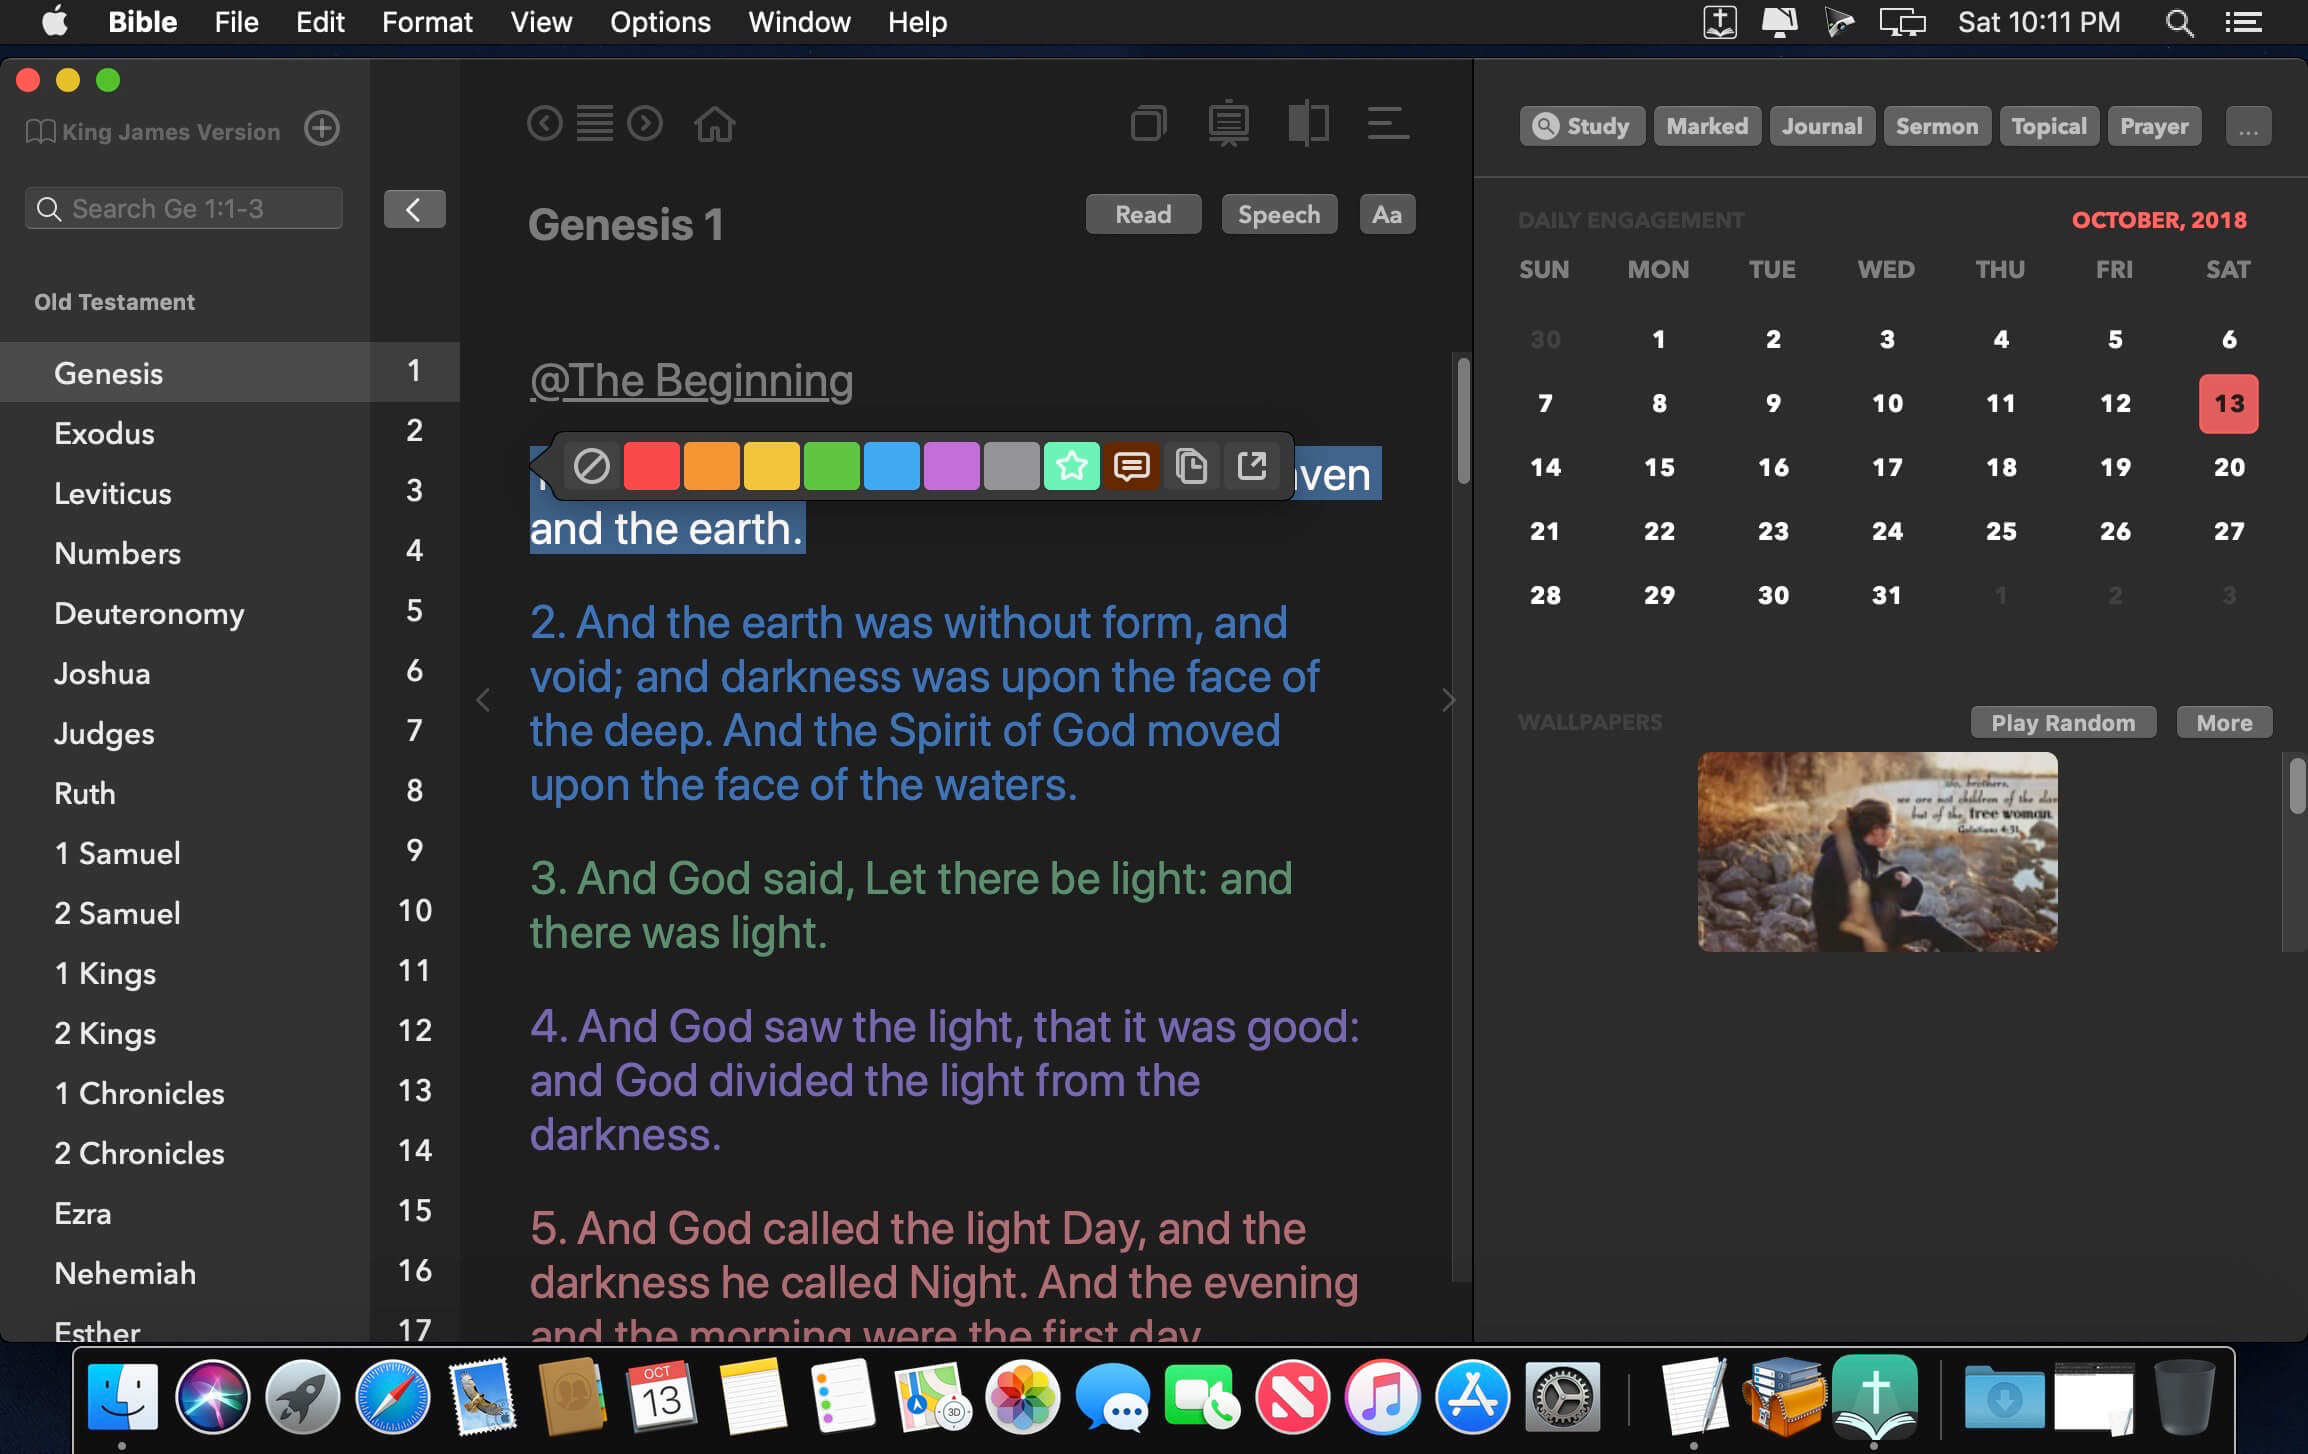 Bible File Edit Format View Options Window Help
Sat 10:11 PM
King James Version
Search Ge 1:1-3
Old Testament
Genesis 1
Exodus 2
Leviticus 3
Numbers 4
Deuteronomy 5
Joshua 6
Judges 7
Ruth 8
1 Samuel 9
2 Samuel 10
1 Kings 11
2 Kings 12
1 Chronicles 13
2 Chronicles 14
Ezra 15
Nehemiah 16
Esther 17
Genesis 1
Read Speech Aa
@The Beginning
ven
and the earth.
2. And the earth was without form, and
void; and darkness was upon the face of
the deep. And the Spirit of God moved
upon the face of the waters.
3. And God said, Let there be light: and
there was light.
4. And God saw the light, that it was good:
and God divided the light from the
darkness.
5. And God called the light Day, and the
darkness he called Night. And the evening
and the morning were the first day.
Study Marked Journal Sermon Topical Prayer ...
DAILY ENGAGEMENT OCTOBER, 2018
SUN MON TUE WED THU FRI SAT
30 1 2 3 4 5 6
7 8 9 10 11 12 13
14 15 16 17 18 19 20
21 22 23 24 25 26 27
28 29 30 31 1 2 3
WALLPAPERS Play Random More
brothers,
we are not children of the slave
but of the free woman.
Galatians 4:31
OCT
13
3D